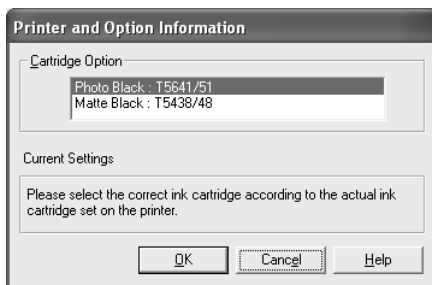 Printer and Option Information
Cartridge Option
Photo Black : T5641/51
Matte Black : T5438/48
Current Settings
Please select the correct ink cartridge according to the actual ink
cartridge set on the printer.
OK
Cancel
Help